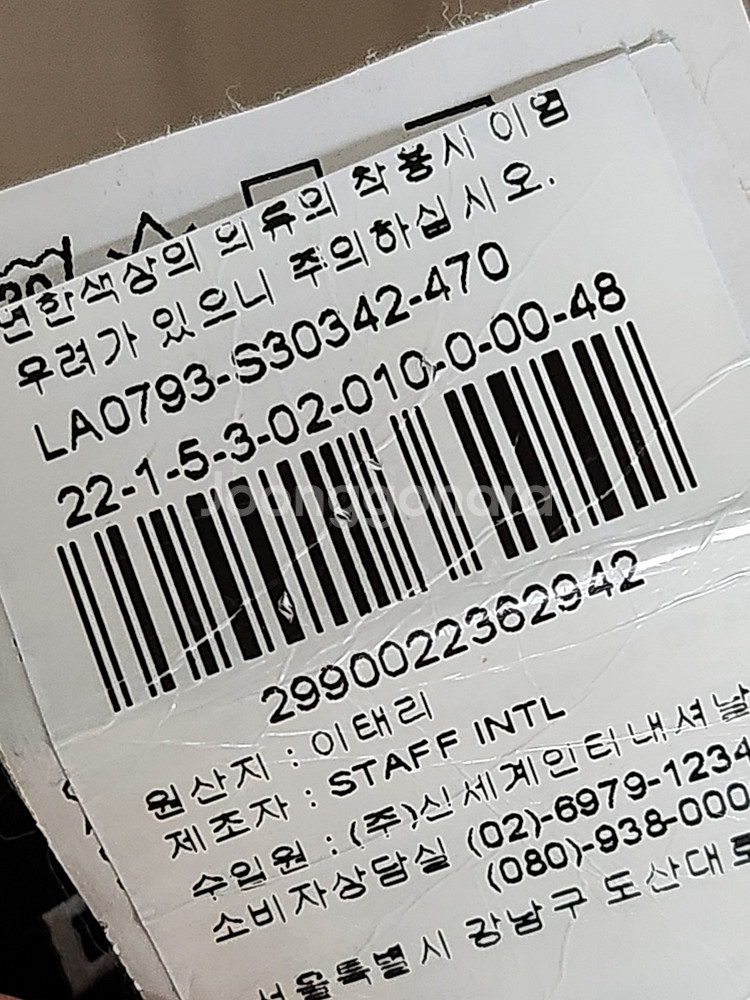 진한색상의 의류의 착용시 이염
우려가 있으니 주의하십시오.
LA0793-S30342-470
22-1-5-3-02-010-0-00-48
Joonggonara
2990022362942
원산지 : 이태리
제조자 : STAFF INTL
수입원 : (주)신세계인터내셔날
소비자상담실 (02)-6979-1234
(080)-938-000
서울특별시 강남구 도산대로